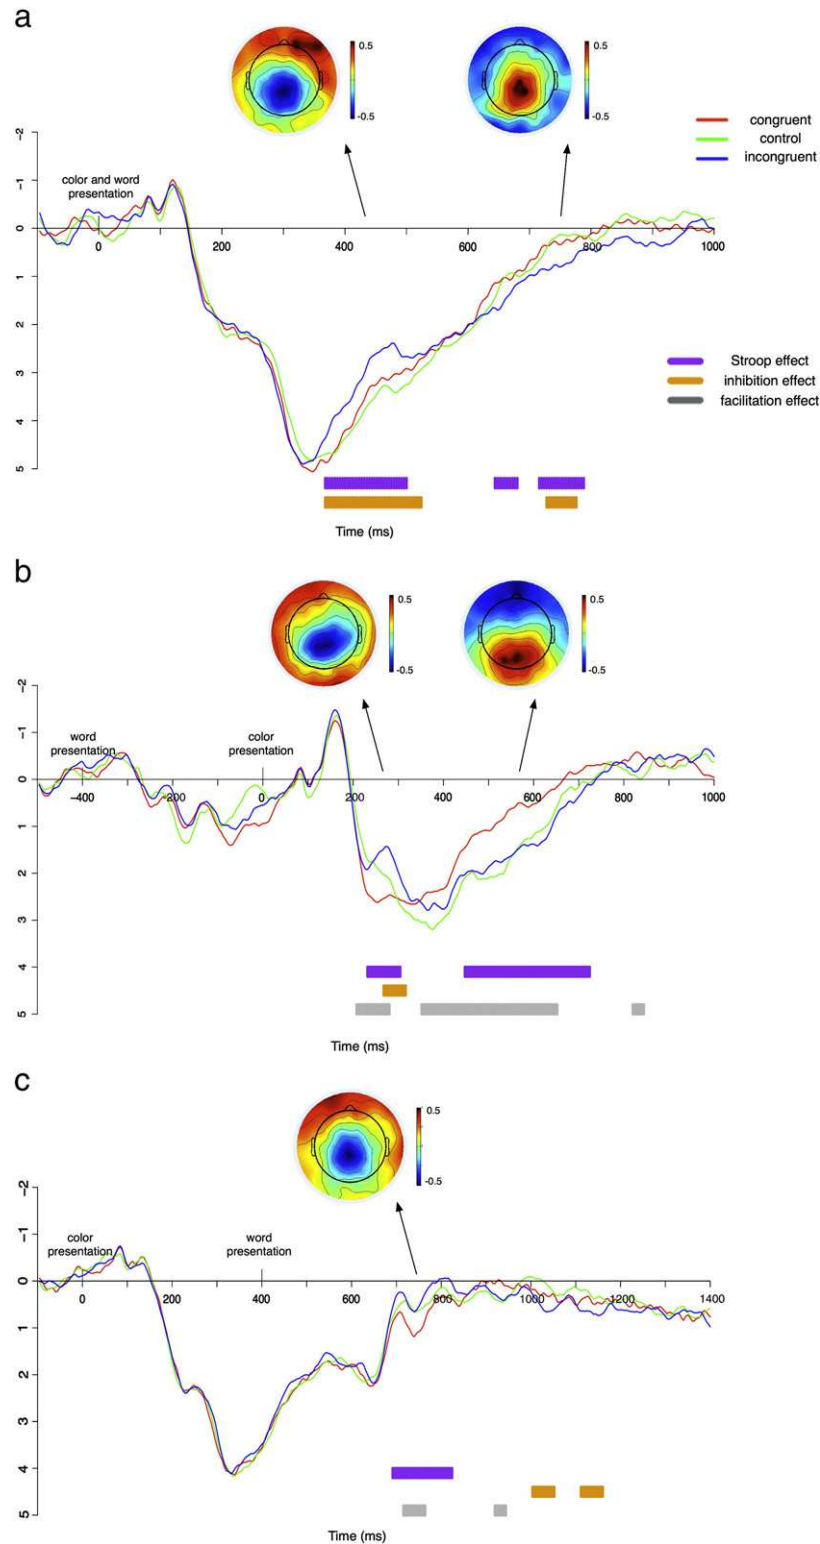 a
0.5
-0.5
0.5
-0.5
congruent
control
incongruent
color and word
presentation
-2
-1
0
1
2
3
4
5
0
200
400
600
800
1000
Stroop effect
inhibition effect
facilitation effect
Time (ms)
b
0.5
-0.5
0.5
-0.5
word
presentation
color
presentation
-2
-1
0
1
2
3
4
5
-400
-200
0
200
400
600
800
1000
Time (ms)
c
0.5
-0.5
color
presentation
word
presentation
-2
-1
0
1
2
3
4
5
0
200
400
600
800
1000
1200
1400
Time (ms)